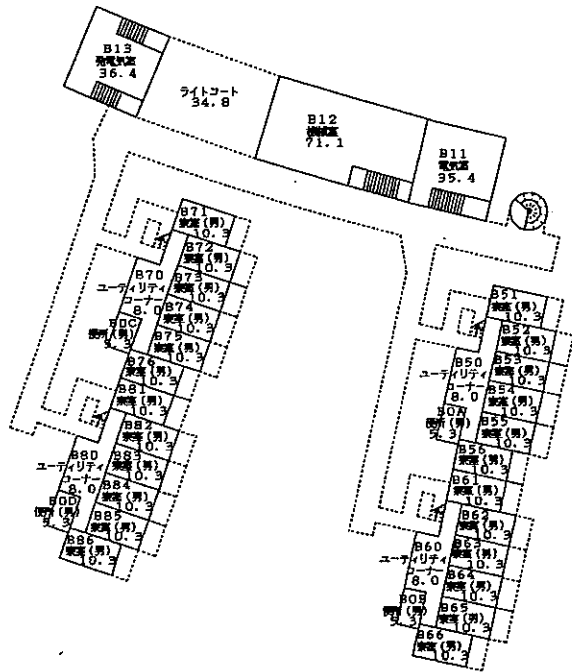 B13
発電気室
36.4
ライトコート
34.8
B12
機械室
71.1
B11
電気室
35.4
B71
寮室(男)
10.3
B72
寮室(男)
10.3
B73
寮室(男)
10.3
B74
寮室(男)
10.3
B75
寮室(男)
10.3
B76
寮室(男)
10.3
B70
ユーティリティ
コーナー
8.0
B0C
便所(男)
5.3
B81
寮室(男)
10.3
B82
寮室(男)
10.3
B83
寮室(男)
10.3
B84
寮室(男)
10.3
B85
寮室(男)
10.3
B86
寮室(男)
10.3
B80
ユーティリティ
コーナー
8.0
B0D
便所(男)
5.3
B51
寮室(男)
10.3
B52
寮室(男)
10.3
B53
寮室(男)
10.3
B54
寮室(男)
10.3
B55
寮室(男)
10.3
B56
寮室(男)
10.3
B50
ユーティリティ
コーナー
8.0
B0A
便所(男)
5.3
B61
寮室(男)
10.3
B62
寮室(男)
10.3
B63
寮室(男)
10.3
B64
寮室(男)
10.3
B65
寮室(男)
10.3
B66
寮室(男)
10.3
B60
ユーティリティ
コーナー
8.0
B0B
便所(男)
5.3